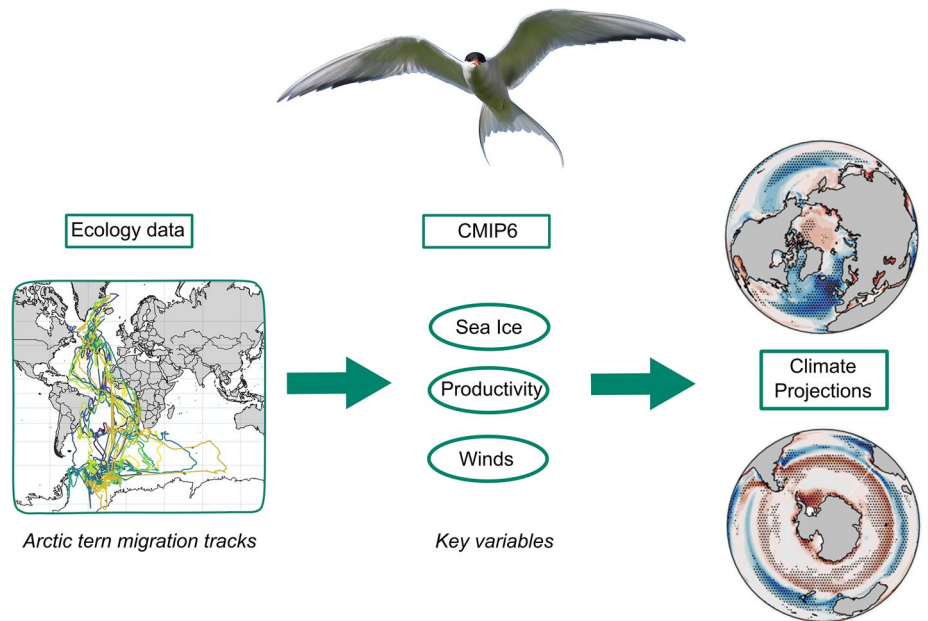 Ecology data
CMIP6
Sea Ice
Productivity
Winds
Climate
Projections
Arctic tern migration tracks
Key variables